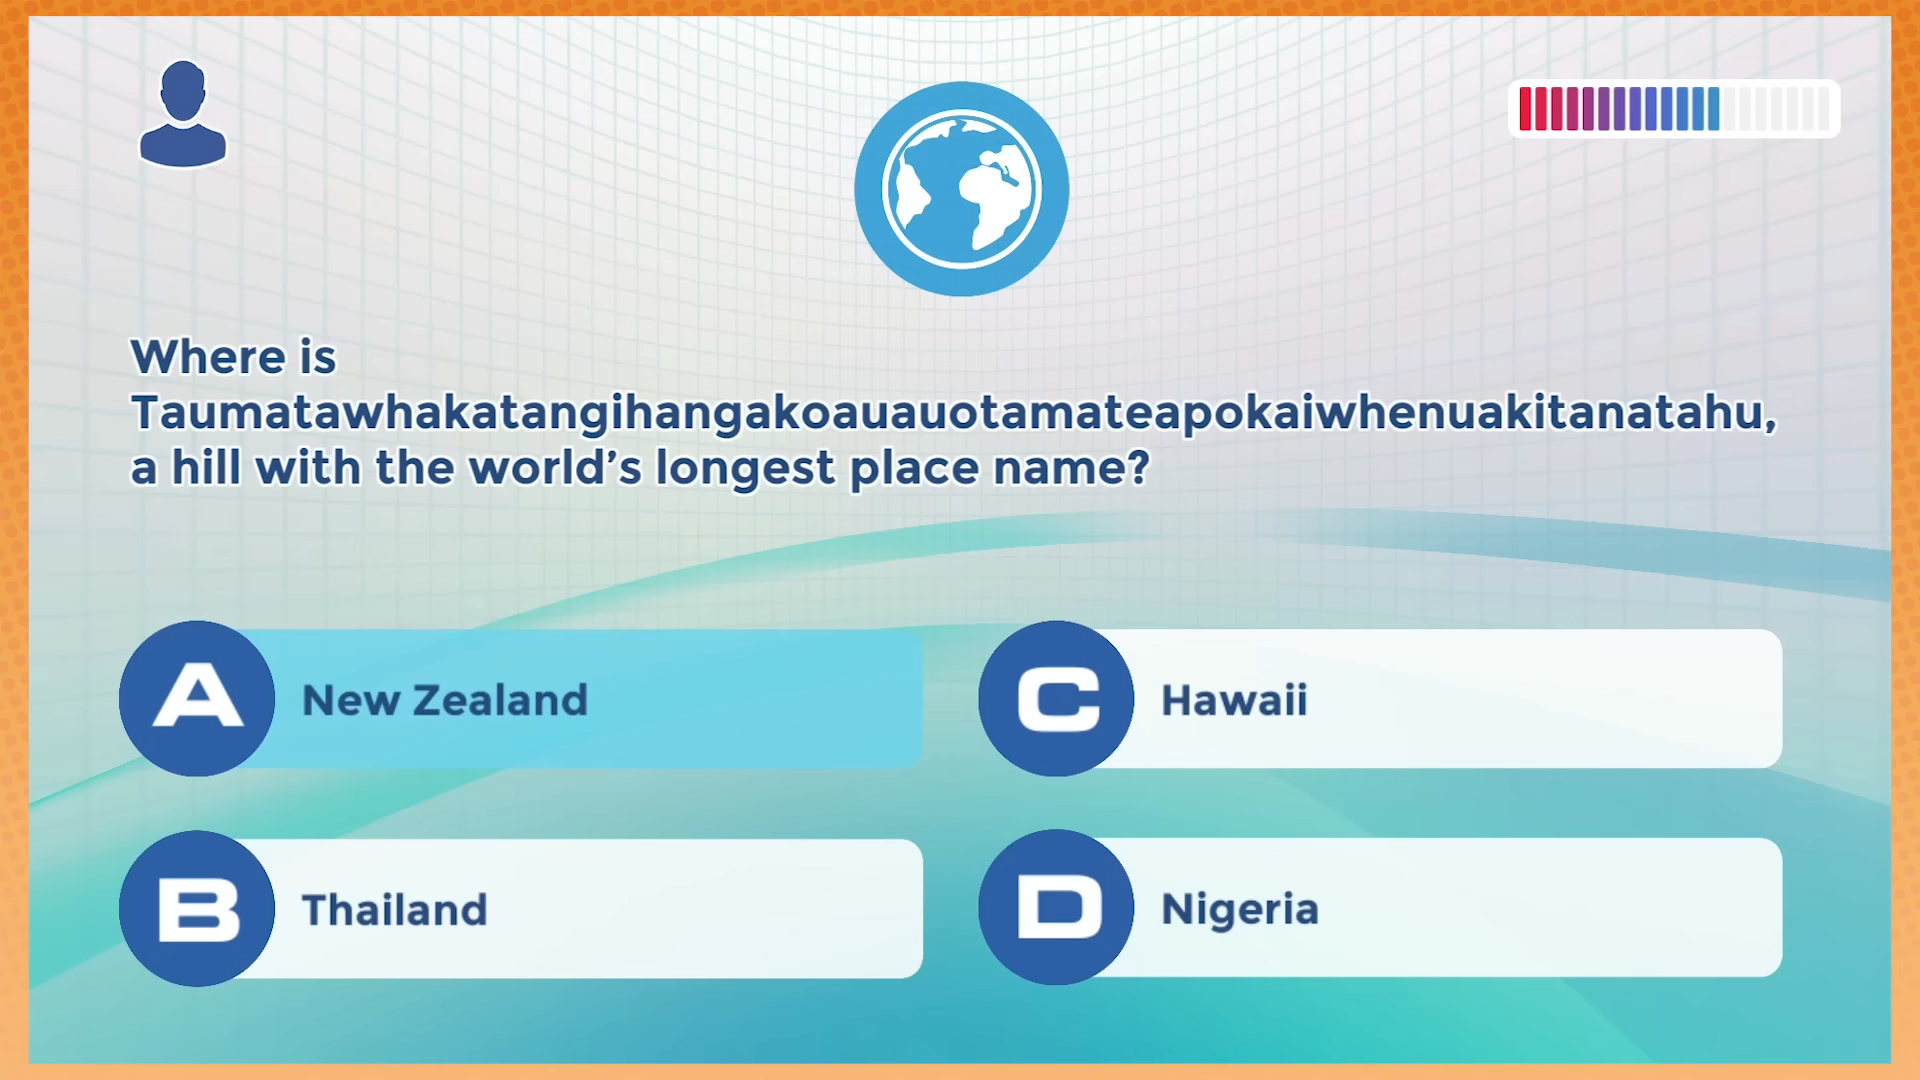 Where is
Taumatawhakatangihangakoauauotamateapokaiwhenuakitanatahu,
a hill with the world’s longest place name?
A New Zealand
B Thailand
C Hawaii
D Nigeria